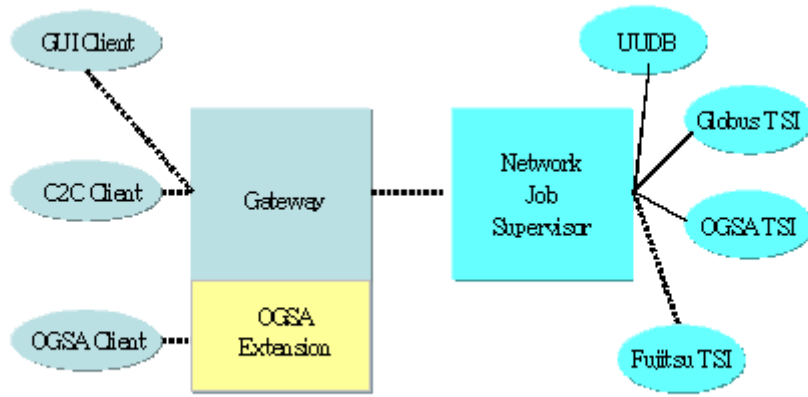 GUI Client
UUDB
Globus TSI
C2C Client
Gateway
Network
Job
Supervisor
OGSA TSI
OGSA Client
OGSA
Extension
Fujitsu TSI